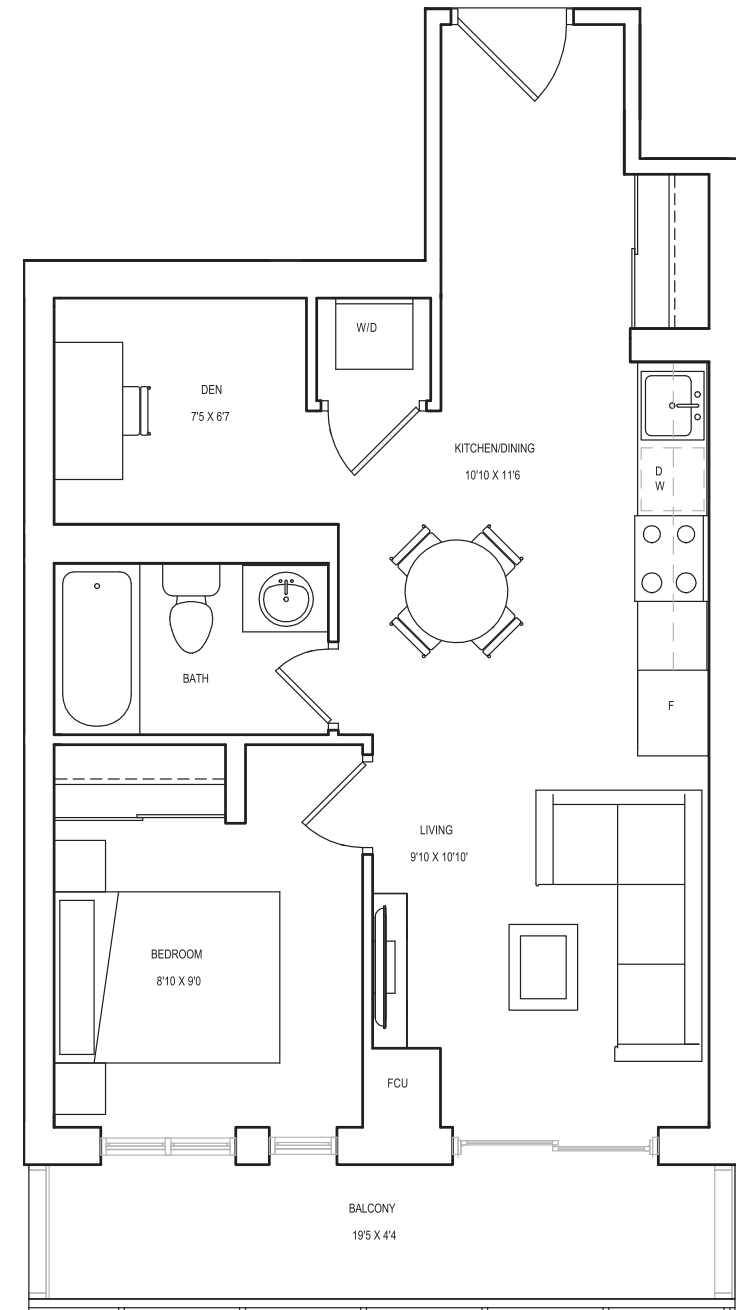 W/D
DEN
7'5 X 6'7
KITCHEN/DINING
10'10 X 11'6
D
W
BATH
F
LIVING
9'10 X 10'10'
BEDROOM
8'10 X 9'0
FCU
BALCONY
19'5 X 4'4